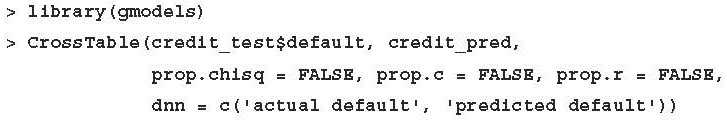 > library(gmodels)
> CrossTable(credit_test$default, credit_pred,
prop.chisq = FALSE, prop.c = FALSE, prop.r = FALSE,
dnn = c('actual default', 'predicted default'))